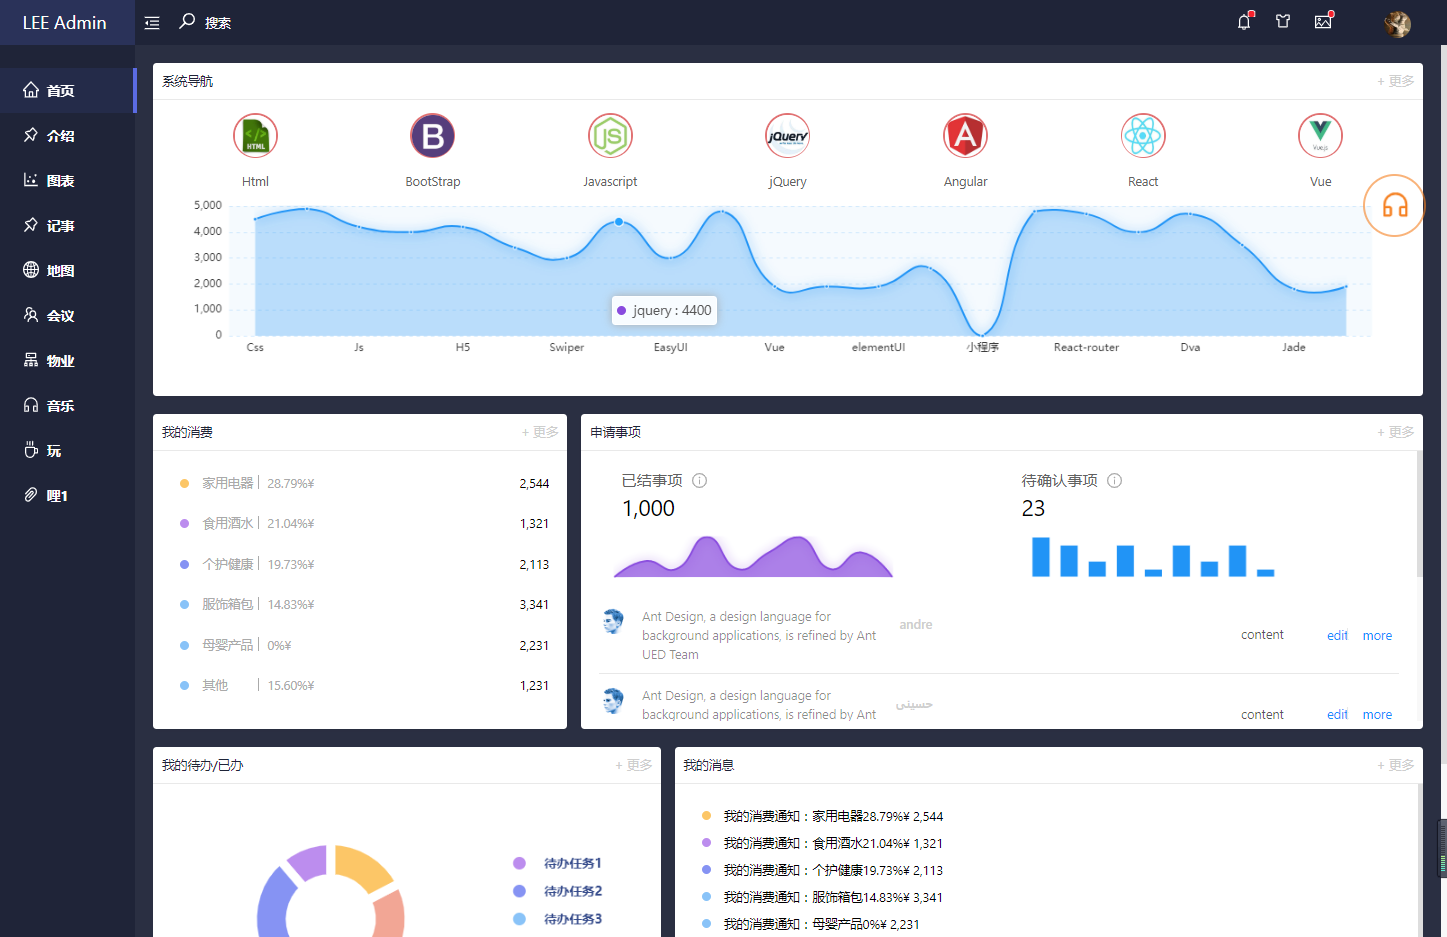 LEE Admin
搜索
首页
介绍
图表
记事
地图
会议
物业
音乐
玩
哩1
系统导航
+ 更多
HTML
B
JS
jQuery
A
Vue.js
Html
BootStrap
Javascript
jQuery
Angular
React
Vue
5,000
4,000
3,000
2,000
1,000
0
jquery : 4400
Css
Js
H5
Swiper
EasyUI
Vue
elementUI
小程序
React-router
Dva
Jade
我的消费
+ 更多
家用电器 | 28.79%¥ 2,544
食用酒水 | 21.04%¥ 1,321
个护健康 | 19.73%¥ 2,113
服饰箱包 | 14.83%¥ 3,341
母婴产品 | 0%¥ 2,231
其他 | 15.60%¥ 1,231
申请事项
+ 更多
已结事项
1,000
待确认事项
23
Ant Design, a design language for
background applications, is refined by Ant
UED Team
andre
content
edit
more
Ant Design, a design language for
background applications, is refined by Ant
حسینی
content
edit
more
我的待办/已办
+ 更多
待办任务1
待办任务2
待办任务3
我的消息
+ 更多
我的消费通知：家用电器28.79%¥ 2,544
我的消费通知：食用酒水21.04%¥ 1,321
我的消费通知：个护健康19.73%¥ 2,113
我的消费通知：服饰箱包14.83%¥ 3,341
我的消费通知：母婴产品0%¥ 2,231